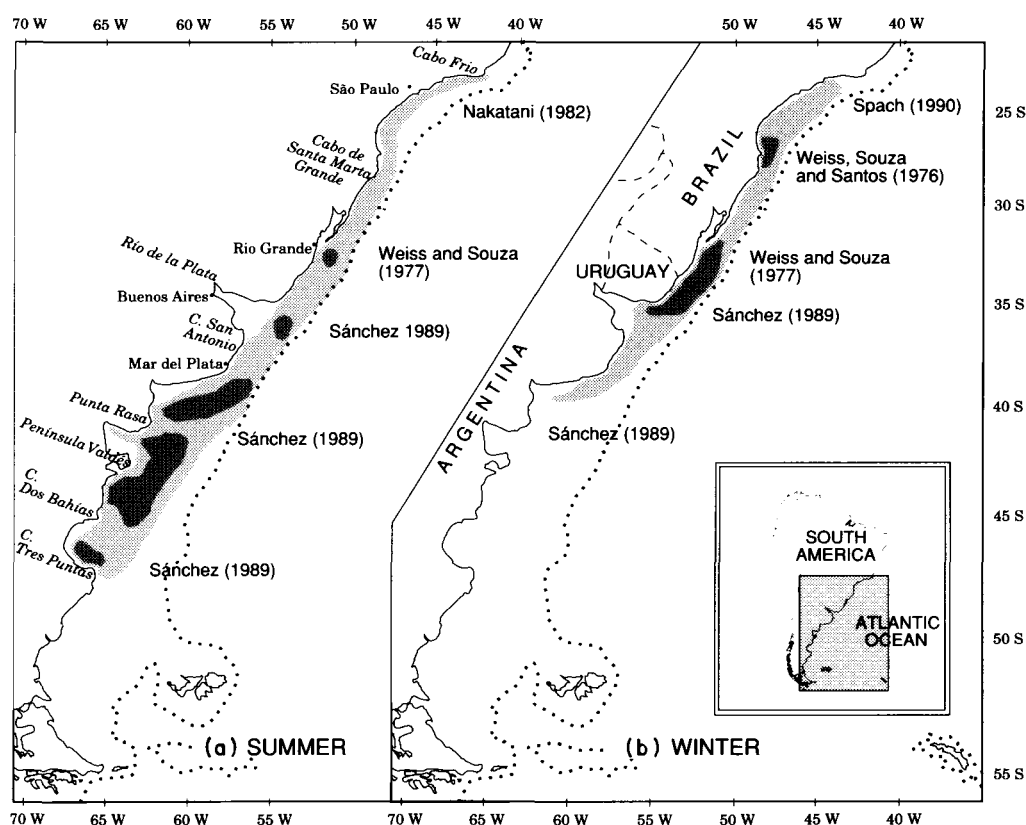 70 W 65 W 60 W 55 W 50 W 45 W 40 W 50 W 45 W 40 W
Cabo Frio
São Paulo
Nakatani (1982)
Cabo de
Santa Marta
Grande
Rio Grande
Weiss and Souza
(1977)
Río de la Plata
Buenos Aires
C. San
Antonio
Sánchez 1989)
Mar del Plata
Punta Rasa
Península Valdés
Sánchez (1989)
C.
Dos Bahías
C.
Tres Puntas
Sánchez (1989)
(a) SUMMER
70 W 65 W 60 W 55 W
Spach (1990)
Weiss, Souza
and Santos (1976)
BRAZIL
URUGUAY
Weiss and Souza
(1977)
Sánchez (1989)
ARGENTINA
Sánchez (1989)
SOUTH
AMERICA
ATLANTIC
OCEAN
(b) WINTER
25 S
30 S
35 S
40 S
45 S
50 S
55 S
70 W 65 W 60 W 55 W 50 W 45 W 40 W